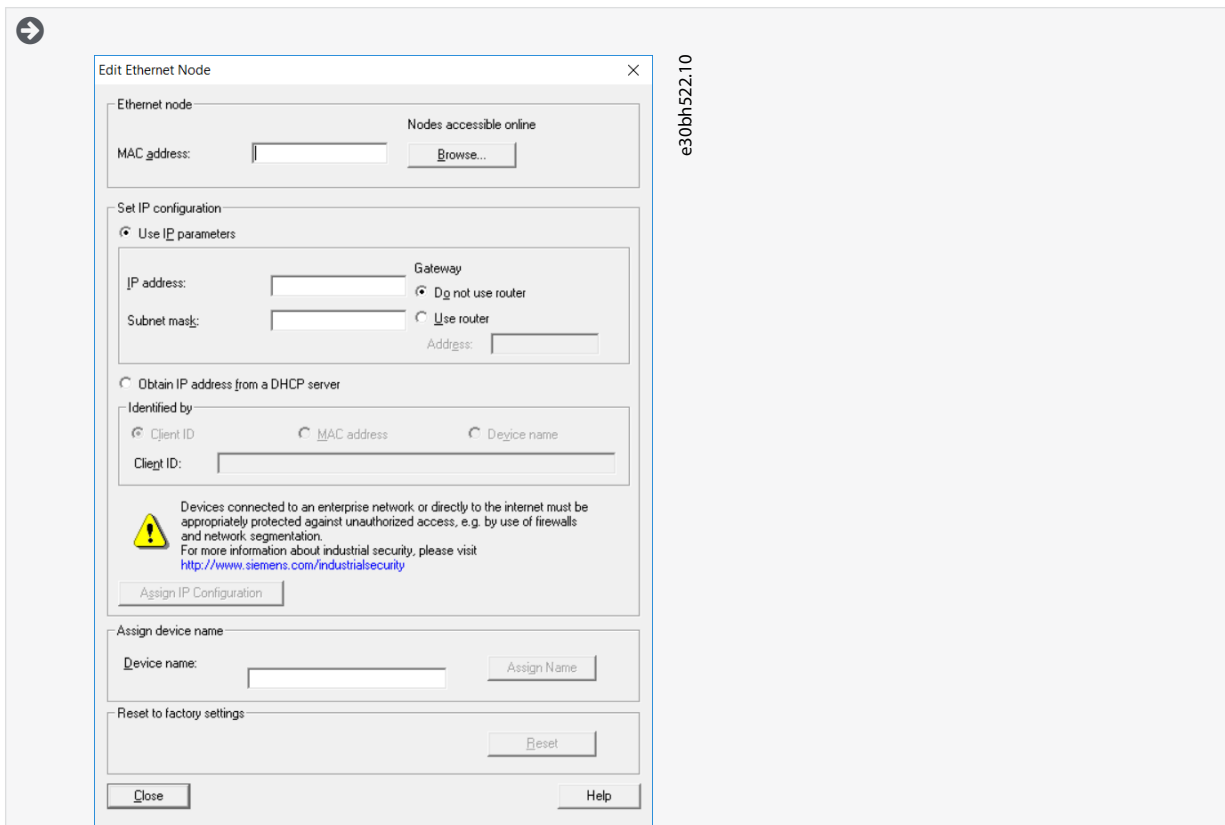 Edit Ethernet Node
e30bh522.10
Ethernet node
Nodes accessible online
MAC address:
Browse...
Set IP configuration
Use IP parameters
Gateway
IP address:
Do not use router
Subnet mask:
Use router
Address:
Obtain IP address from a DHCP server
Identified by
Client ID
MAC address
Device name
Client ID:
Devices connected to an enterprise network or directly to the internet must be
appropriately protected against unauthorized access, e.g. by use of firewalls
and network segmentation.
For more information about industrial security, please visit
http://www.siemens.com/industrialsecurity
Assign IP Configuration
Assign device name
Device name:
Assign Name
Reset to factory settings
Reset
Close
Help